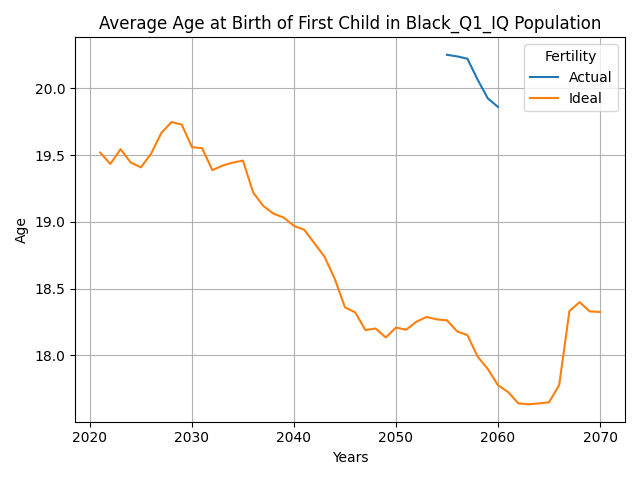 Average Age at Birth of First Child in Black_Q1_IQ Population
Fertility
Actual
Ideal
20.0
19.5
19.0
18.5
18.0
Age
2020 2030 2040 2050 2060 2070
Years